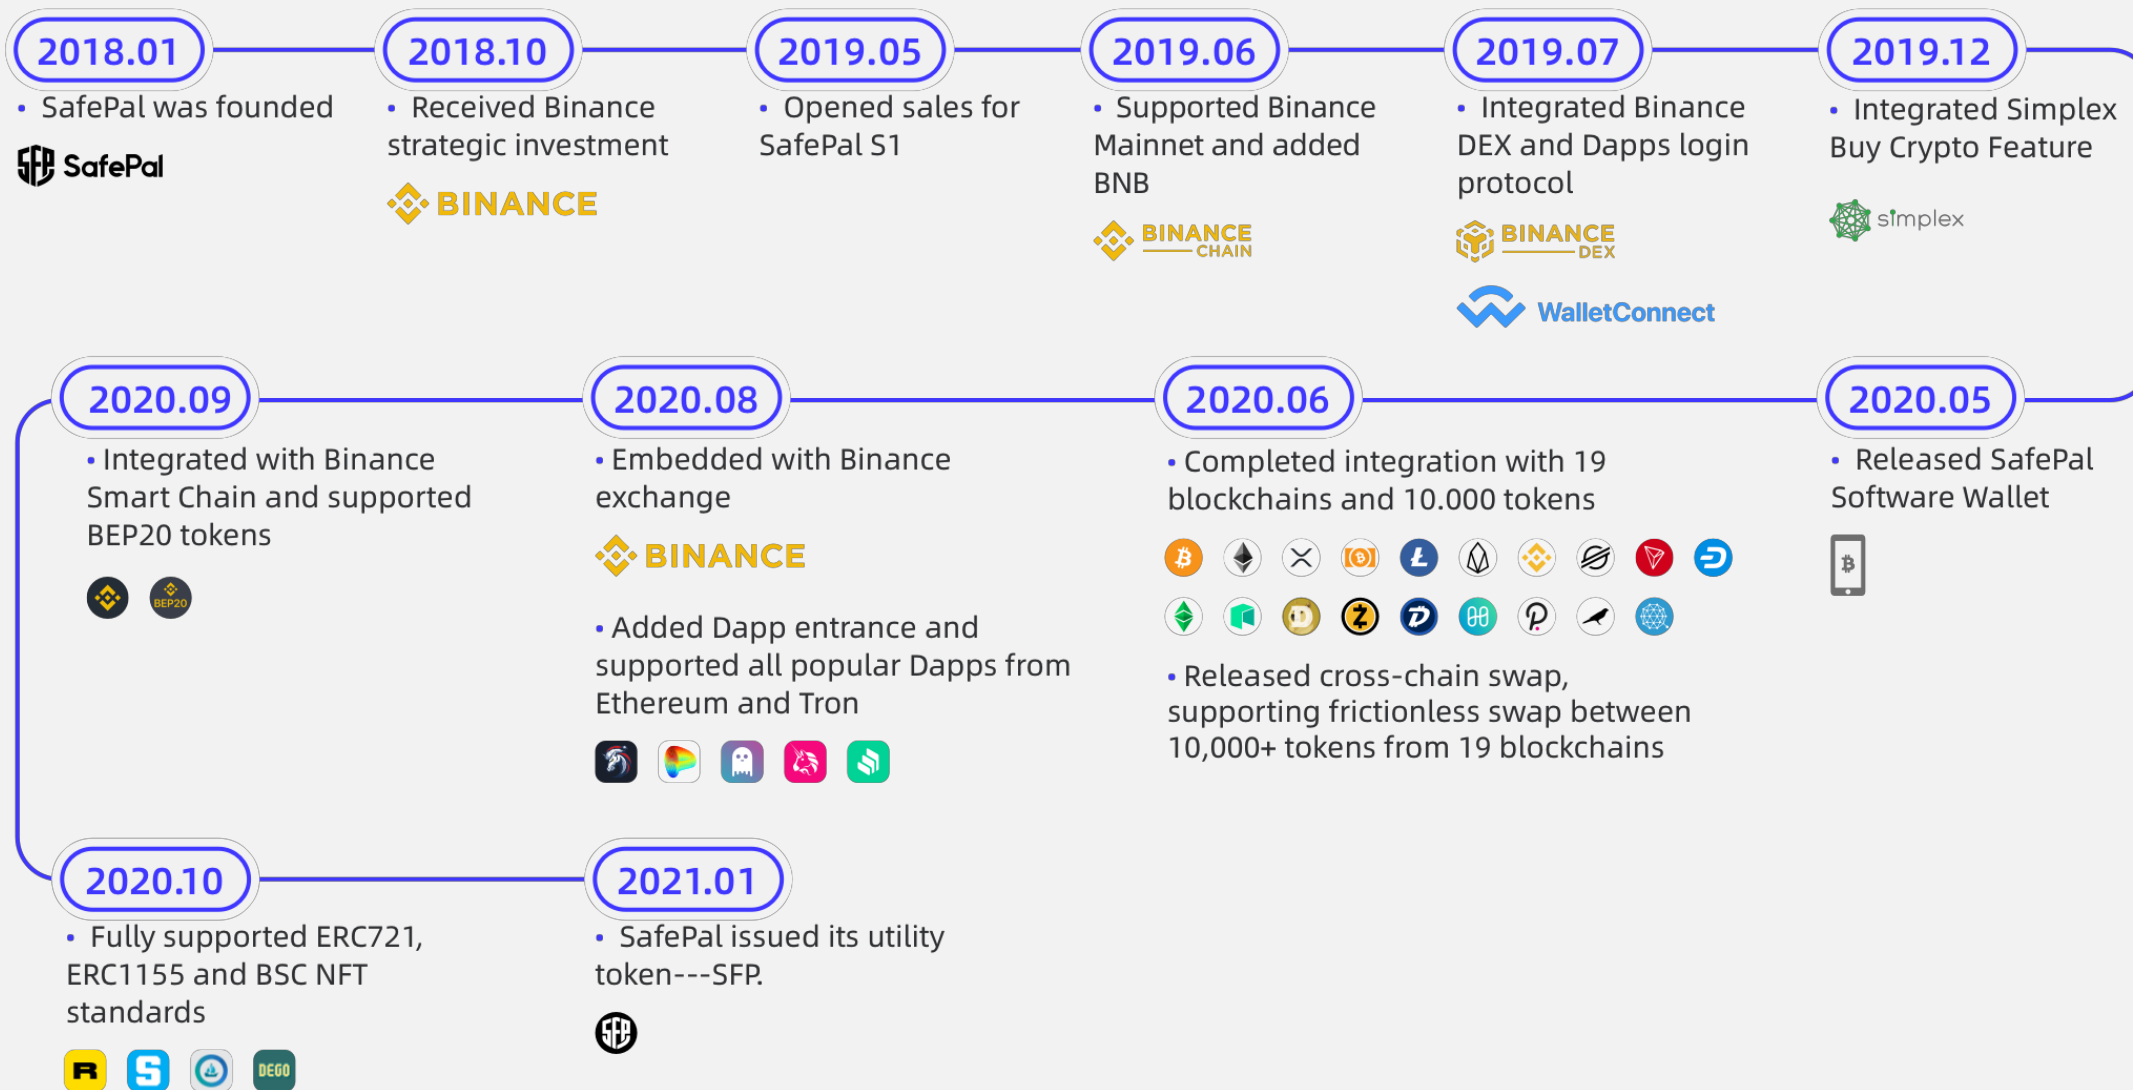 2018.01
• SafePal was founded
SFP SafePal
2018.10
• Received Binance
strategic investment
BINANCE
2019.05
• Opened sales for
SafePal S1
2019.06
• Supported Binance
Mainnet and added
BNB
BINANCE
CHAIN
2019.07
• Integrated Binance
DEX and Dapps login
protocol
BINANCE
DEX
WalletConnect
2019.12
• Integrated Simplex
Buy Crypto Feature
simplex
2020.05
• Released SafePal
Software Wallet
2020.06
• Completed integration with 19
blockchains and 10.000 tokens
• Released cross-chain swap,
supporting frictionless swap between
10,000+ tokens from 19 blockchains
2020.08
• Embedded with Binance
exchange
BINANCE
• Added Dapp entrance and
supported all popular Dapps from
Ethereum and Tron
2020.09
• Integrated with Binance
Smart Chain and supported
BEP20 tokens
BEP20
2020.10
• Fully supported ERC721,
ERC1155 and BSC NFT
standards
R
S
DEGO
2021.01
• SafePal issued its utility
token---SFP.
SFP